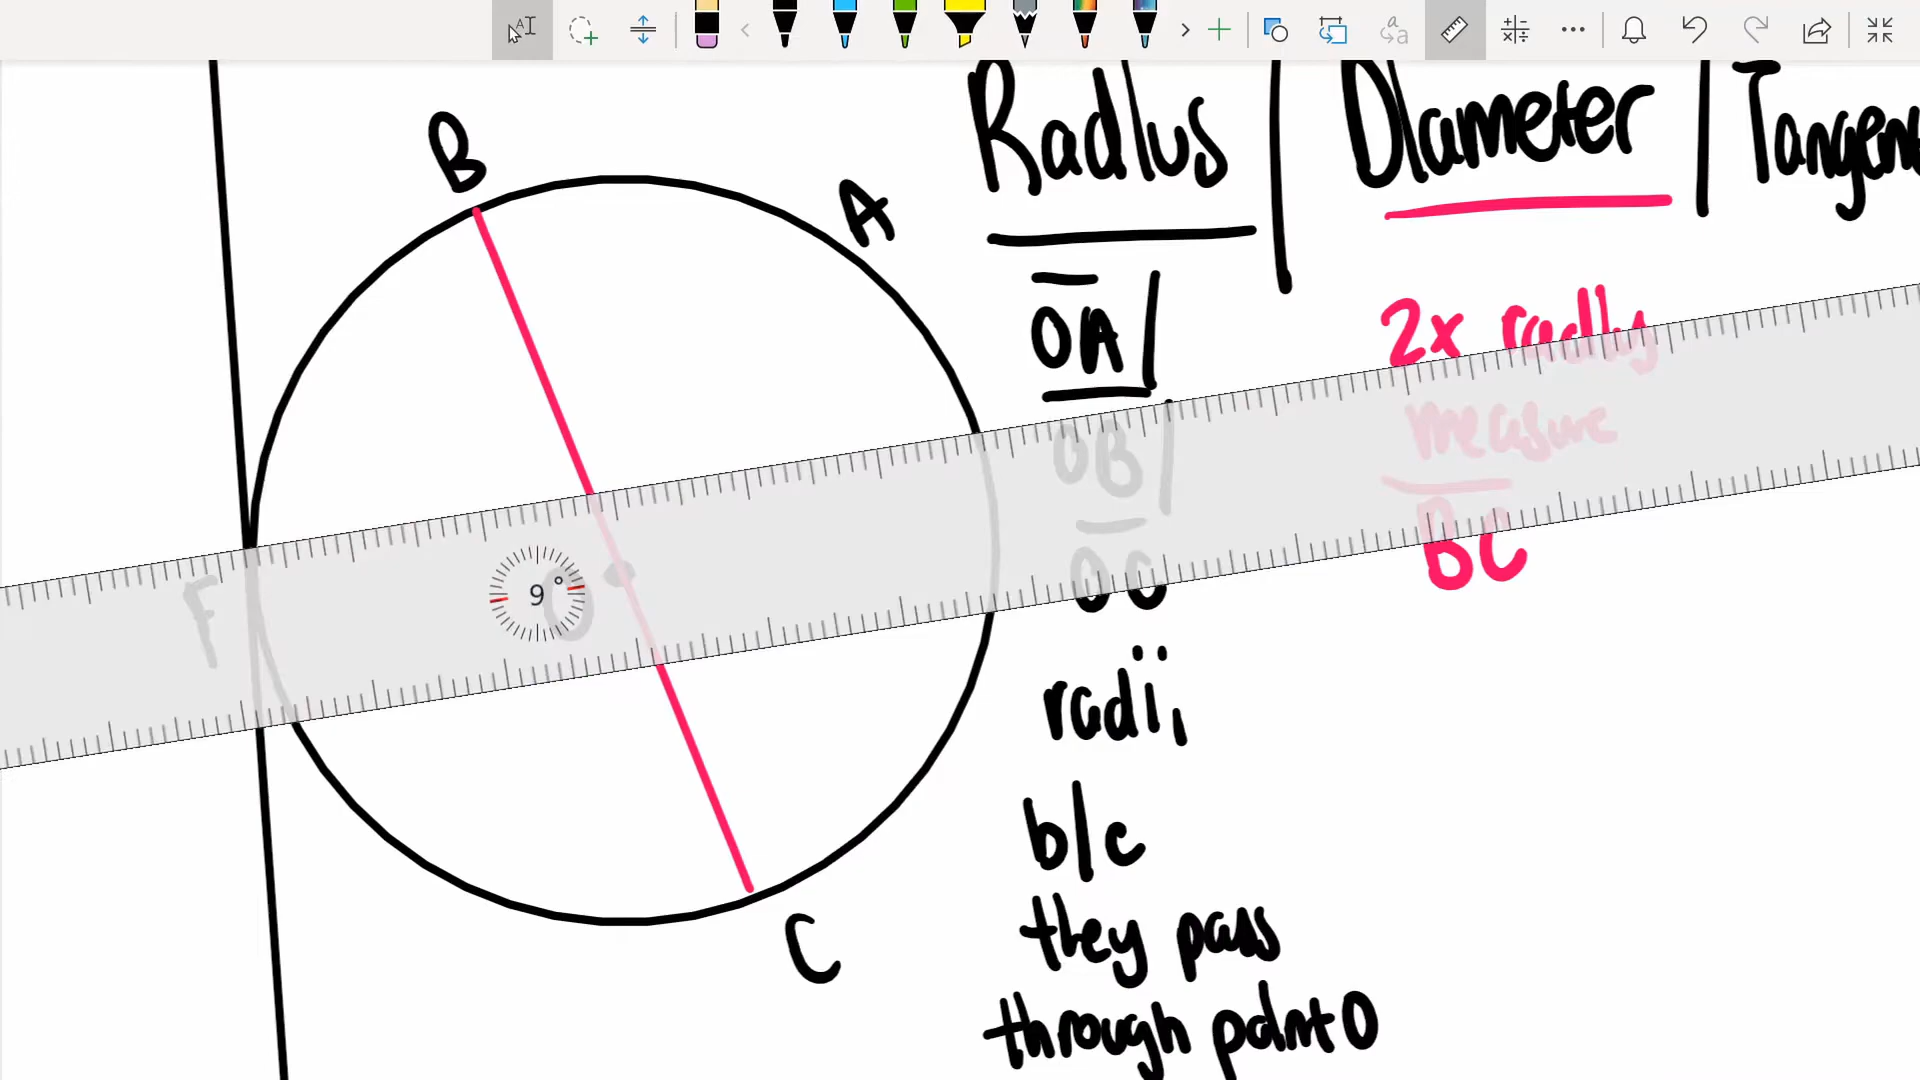 Radius | Diameter | Tangen
B
A
OA
2x radius
OB
measure
BC
OC
F
9°
O
radii,
b/c
they pass
C
through point O